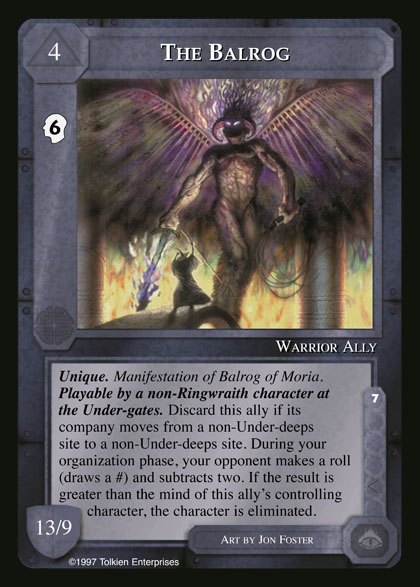 4
THE BALROG
6
WARRIOR ALLY
Unique. Manifestation of Balrog of Moria.
Playable by a non-Ringwraith character at
the Under-gates. Discard this ally if its
company moves from a non-Under-deeps
site to a non-Under-deeps site. During your
organization phase, your opponent makes a roll
(draws a #) and subtracts two. If the result is
greater than the mind of this ally's controlling
character, the character is eliminated.
7
13/9
ART BY JON FOSTER
©1997 Tolkien Enterprises